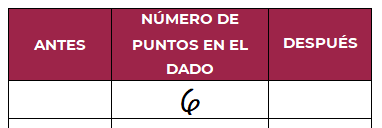 ANTES
NÚMERO DE
PUNTOS EN EL
DADO
DESPUÉS
6